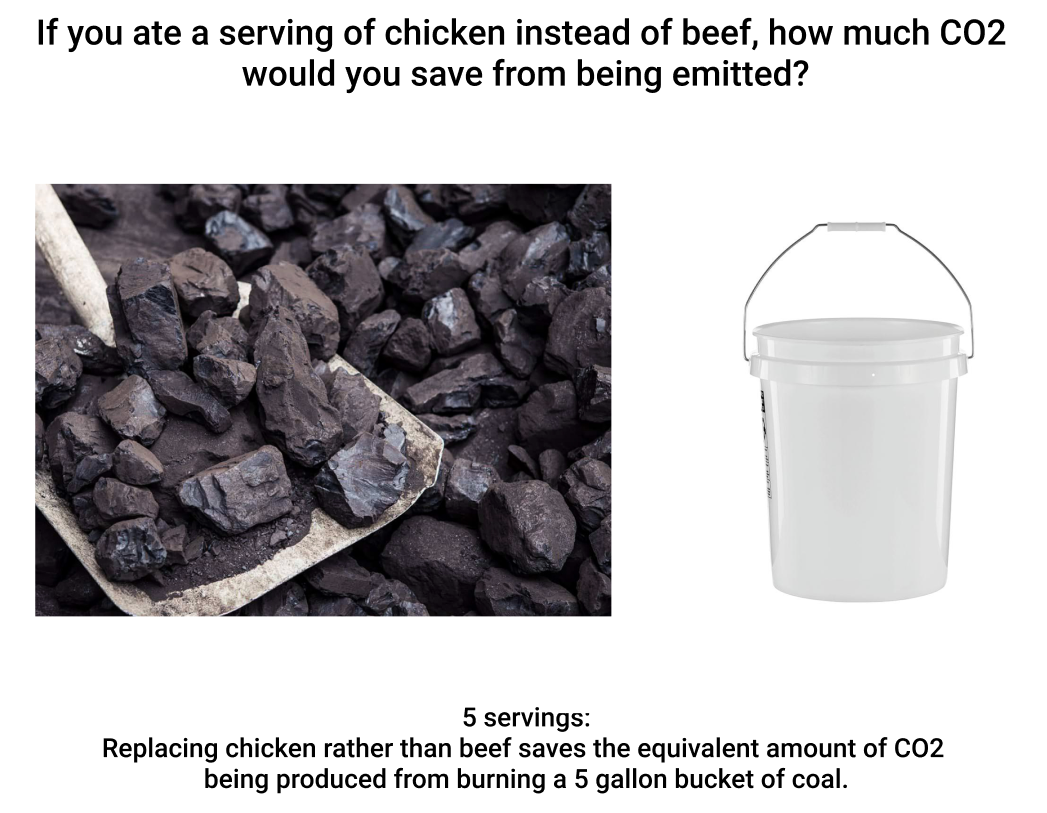 If you ate a serving of chicken instead of beef, how much CO2
would you save from being emitted?
5 servings:
Replacing chicken rather than beef saves the equivalent amount of CO2
being produced from burning a 5 gallon bucket of coal.